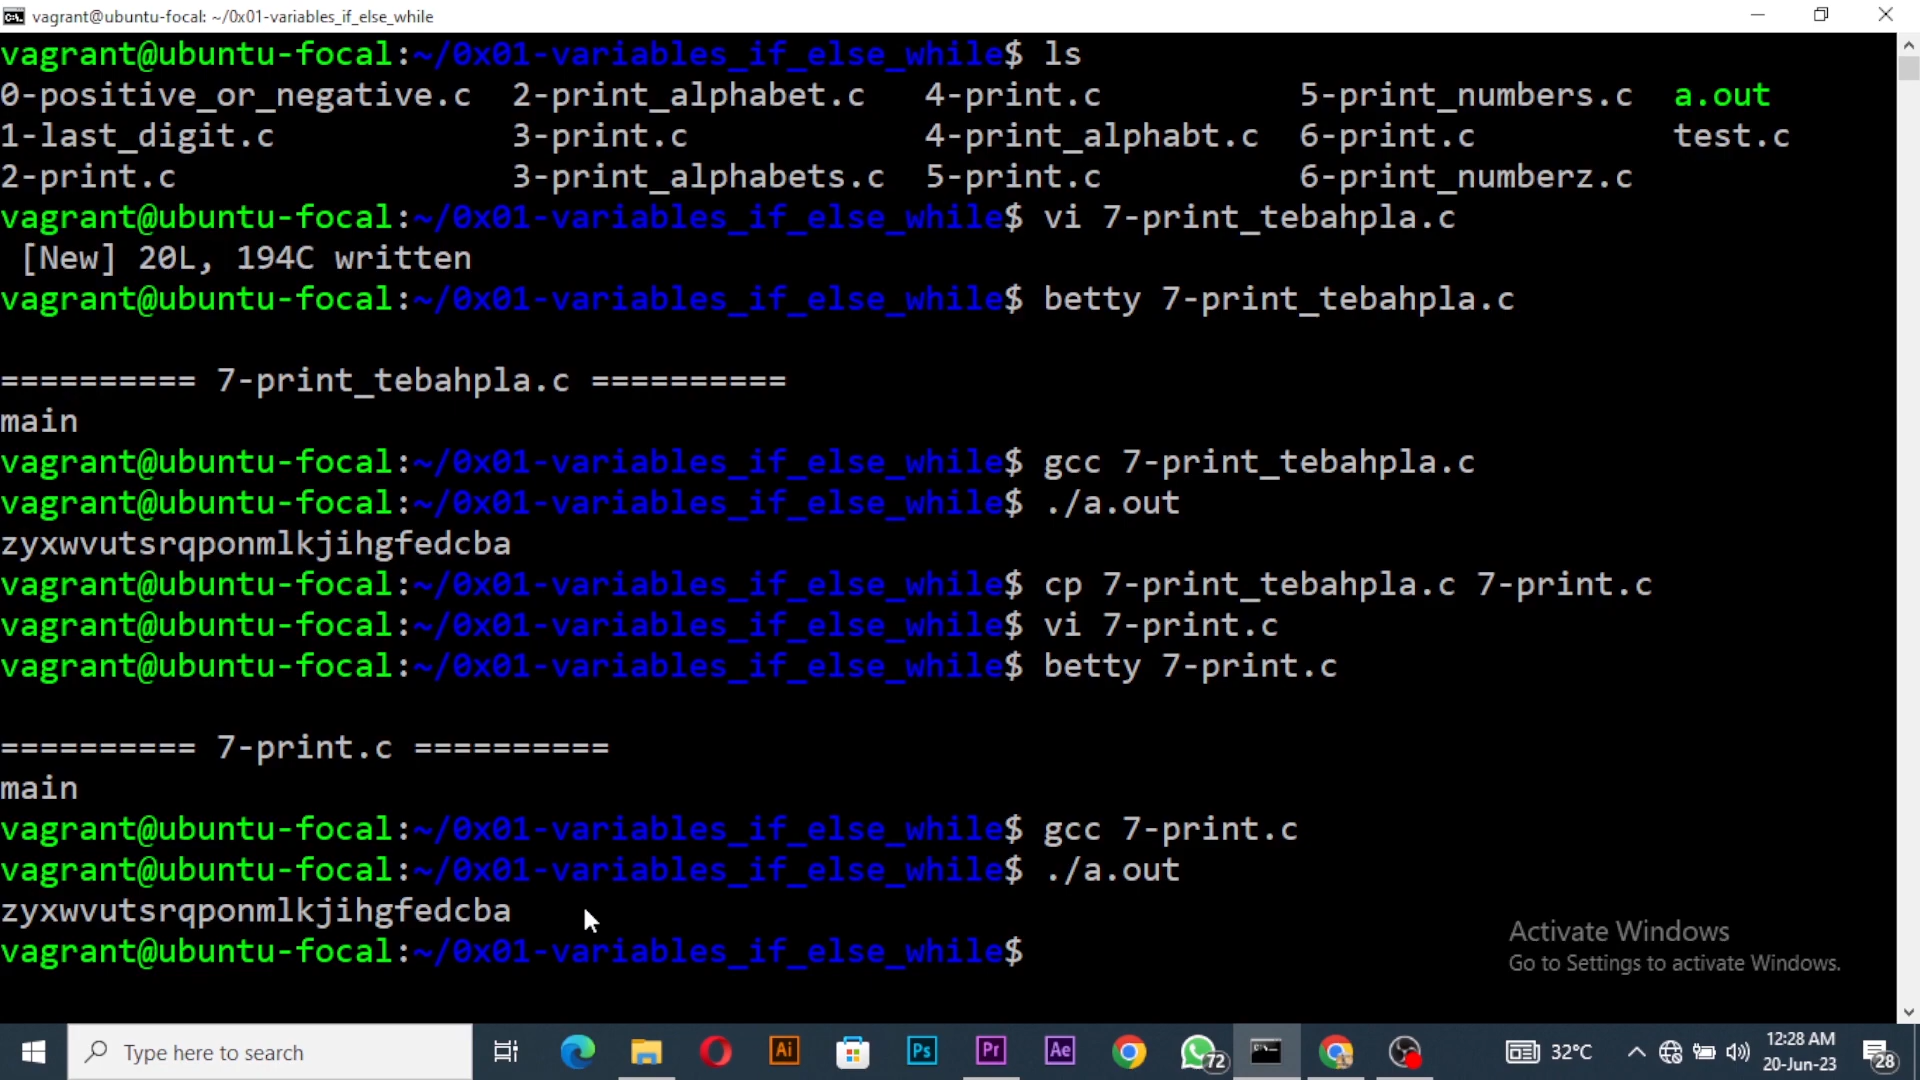 vagrant@ubuntu-focal: ~/0x01-variables_if_else_while
vagrant@ubuntu-focal:~/0x01-variables_if_else_while$ ls
0-positive_or_negative.c  2-print_alphabet.c   4-print.c          5-print_numbers.c  a.out
1-last_digit.c            3-print.c            4-print_alphabt.c  6-print.c          test.c
2-print.c                 3-print_alphabets.c  5-print.c          6-print_numberz.c
vagrant@ubuntu-focal:~/0x01-variables_if_else_while$ vi 7-print_tebahpla.c
 [New] 20L, 194C written
vagrant@ubuntu-focal:~/0x01-variables_if_else_while$ betty 7-print_tebahpla.c
========== 7-print_tebahpla.c ==========
main
vagrant@ubuntu-focal:~/0x01-variables_if_else_while$ gcc 7-print_tebahpla.c
vagrant@ubuntu-focal:~/0x01-variables_if_else_while$ ./a.out
zyxwvutsrqponmlkjihgfedcba
vagrant@ubuntu-focal:~/0x01-variables_if_else_while$ cp 7-print_tebahpla.c 7-print.c
vagrant@ubuntu-focal:~/0x01-variables_if_else_while$ vi 7-print.c
vagrant@ubuntu-focal:~/0x01-variables_if_else_while$ betty 7-print.c
========== 7-print.c ==========
main
vagrant@ubuntu-focal:~/0x01-variables_if_else_while$ gcc 7-print.c
vagrant@ubuntu-focal:~/0x01-variables_if_else_while$ ./a.out
zyxwvutsrqponmlkjihgfedcba
vagrant@ubuntu-focal:~/0x01-variables_if_else_while$
Activate Windows
Go to Settings to activate Windows.
Type here to search
Ai
Ps
Pr
Ae
72
32°C
12:28 AM
20-Jun-23
28